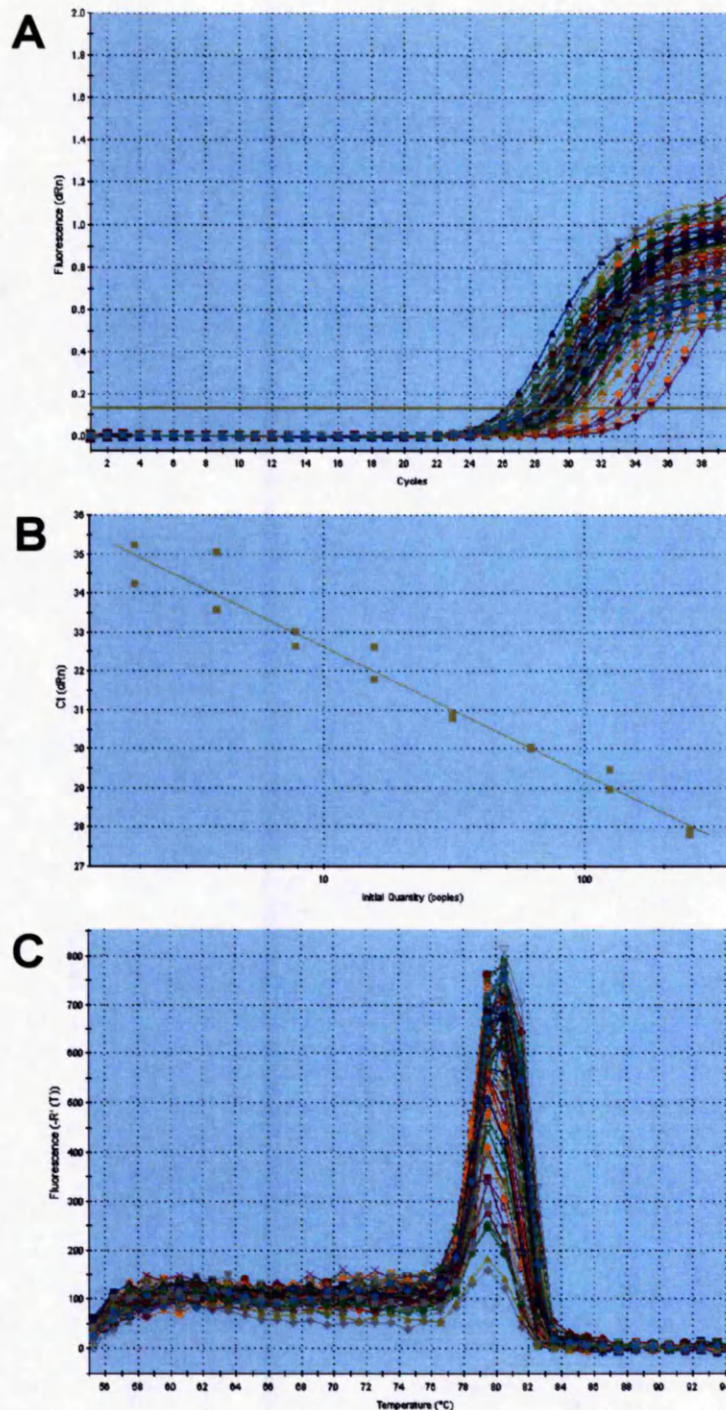 A
2.0
1.8
1.6
1.4
1.2
1.0
0.8
0.6
0.4
0.2
0.0
Fluorescence (dRn)
2 4 6 8 10 12 14 16 18 20 22 24 26 28 30 32 34 36 38
Cycles
B
36
35
34
33
32
31
30
29
28
27
Ct (dRn)
10 100
Initial Quantity (copies)
C
800
700
600
500
400
300
200
100
0
Fluorescence (-R' (T))
56 58 60 62 64 66 68 70 72 74 76 78 80 82 84 86 88 90 92 94
Temperature (°C)